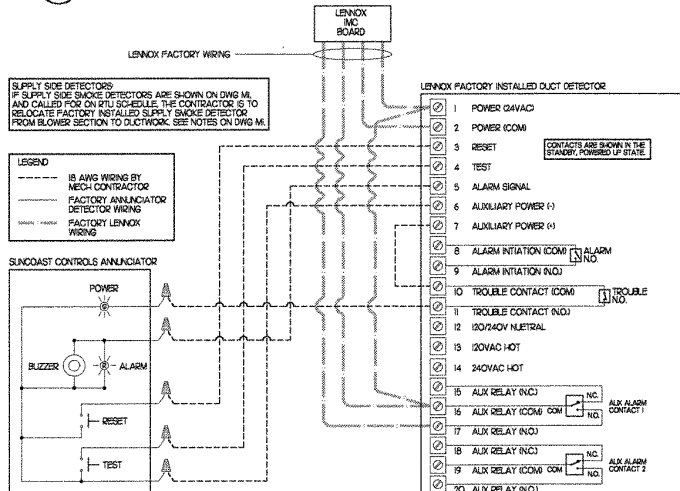 LENNOX
IMC
BOARD
LENNOX FACTORY WIRING
SUPPLY SIDE DETECTORS:
IF SUPPLY SIDE SMOKE DETECTORS ARE SHOWN ON DWG M1,
AND CALLED FOR ON RTU SCHEDULE, THE CONTRACTOR IS TO
RELOCATE FACTORY INSTALLED SUPPLY SMOKE DETECTOR
FROM BLOWER SECTION TO DUCTWORK. SEE NOTES ON DWG M1.
LEGEND
18 AWG WIRING BY
MECH CONTRACTOR
FACTORY ANNUNCIATOR
DETECTOR WIRING
FACTORY LENNOX
WIRING
SUNCOAST CONTROLS ANNUNCIATOR
POWER
BUZZER
ALARM
RESET
TEST
LENNOX FACTORY INSTALLED DUCT DETECTOR
1 POWER (24VAC)
2 POWER (COM)
3 RESET
CONTACTS ARE SHOWN IN THE
STANDBY, POWERED UP STATE.
4 TEST
5 ALARM SIGNAL
6 AUXILIARY POWER (-)
7 AUXILIARY POWER (+)
8 ALARM INTIATION (COM)
ALARM
N.O.
9 ALARM INTIATION (N.O.)
10 TROUBLE CONTACT (COM)
TROUBLE
N.O.
11 TROUBLE CONTACT (N.O.)
12 120/240V NUETRAL
13 120VAC HOT
14 240VAC HOT
15 AUX RELAY (N.C.)
N.C.
16 AUX RELAY (COM) COM
N.O.
AUX ALARM
CONTACT 1
17 AUX RELAY (N.O.)
18 AUX RELAY (N.C.)
N.C.
19 AUX RELAY (COM) COM
N.O.
AUX ALARM
CONTACT 2
20 AUX RELAY (N.O.)